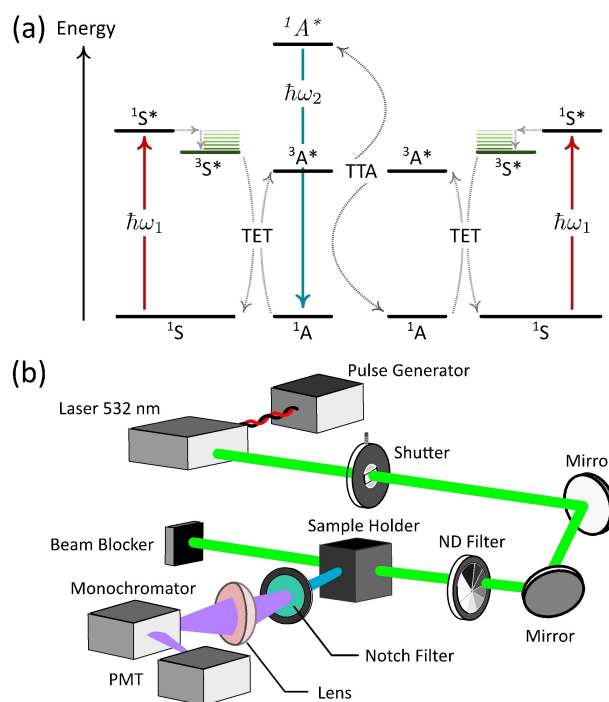 (a)
Energy
¹A*
ħω₂
¹S*
¹S*
³S*
³A*
TTA
³A*
³S*
ħω₁
TET
TET
ħω₁
¹S
¹A
¹A
¹S
(b)
Pulse Generator
Laser 532 nm
Shutter
Mirro
Sample Holder
ND Filter
Beam Blocker
Monochromator
Mirror
Notch Filter
PMT
Lens